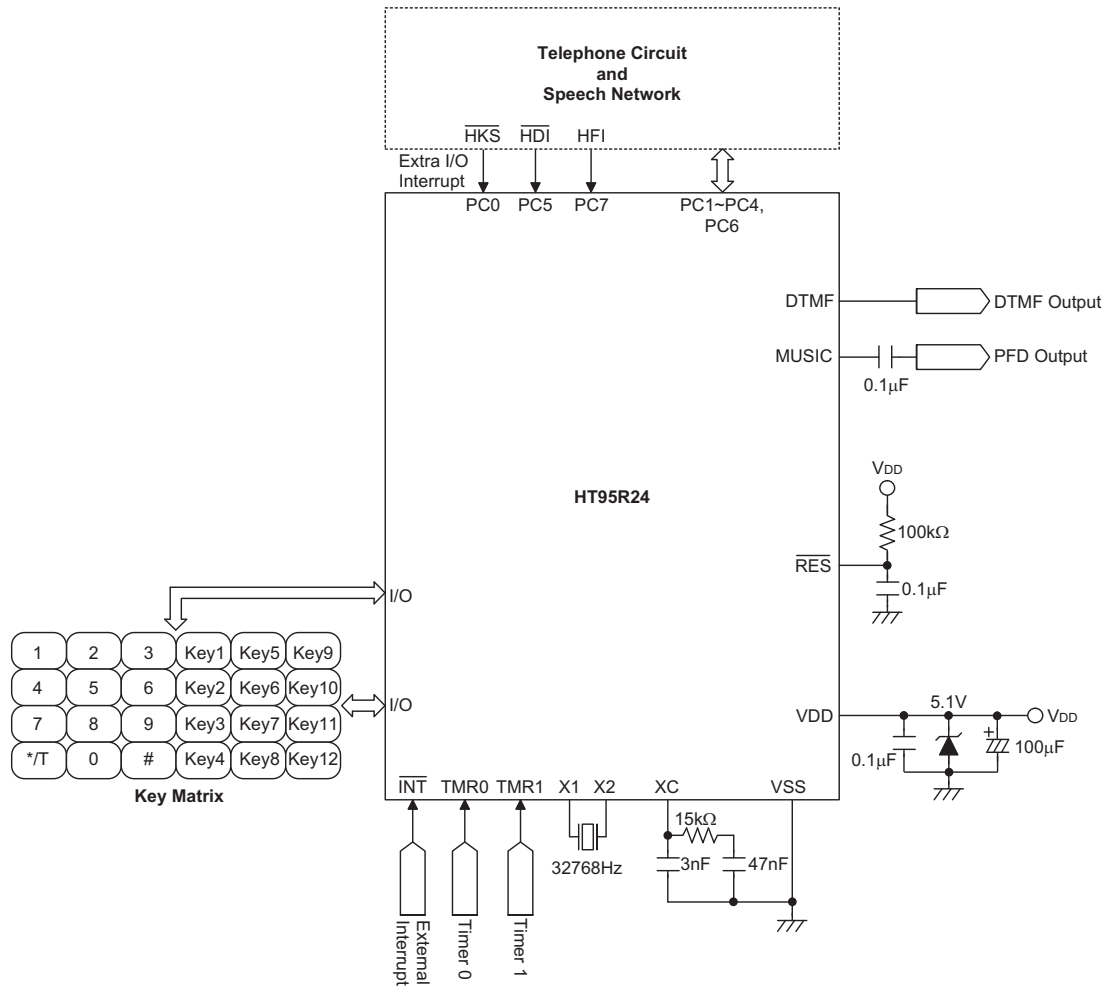 Telephone Circuit
and
Speech Network
HKS HDI HFI
Extra I/O
Interrupt
PC0 PC5 PC7 PC1~PC4,
PC6
DTMF DTMF Output
MUSIC PFD Output
0.1μF
HT95R24
VDD
100kΩ
RES
0.1μF
I/O
1 2 3 Key1 Key5 Key9
4 5 6 Key2 Key6 Key10
I/O
7 8 9 Key3 Key7 Key11
*/T 0 # Key4 Key8 Key12
Key Matrix
5.1V
VDD VDD
0.1μF 100μF
INT TMR0 TMR1 X1 X2 XC VSS
15kΩ
32768Hz
3nF 47nF
External
Interrupt
Timer 0
Timer 1